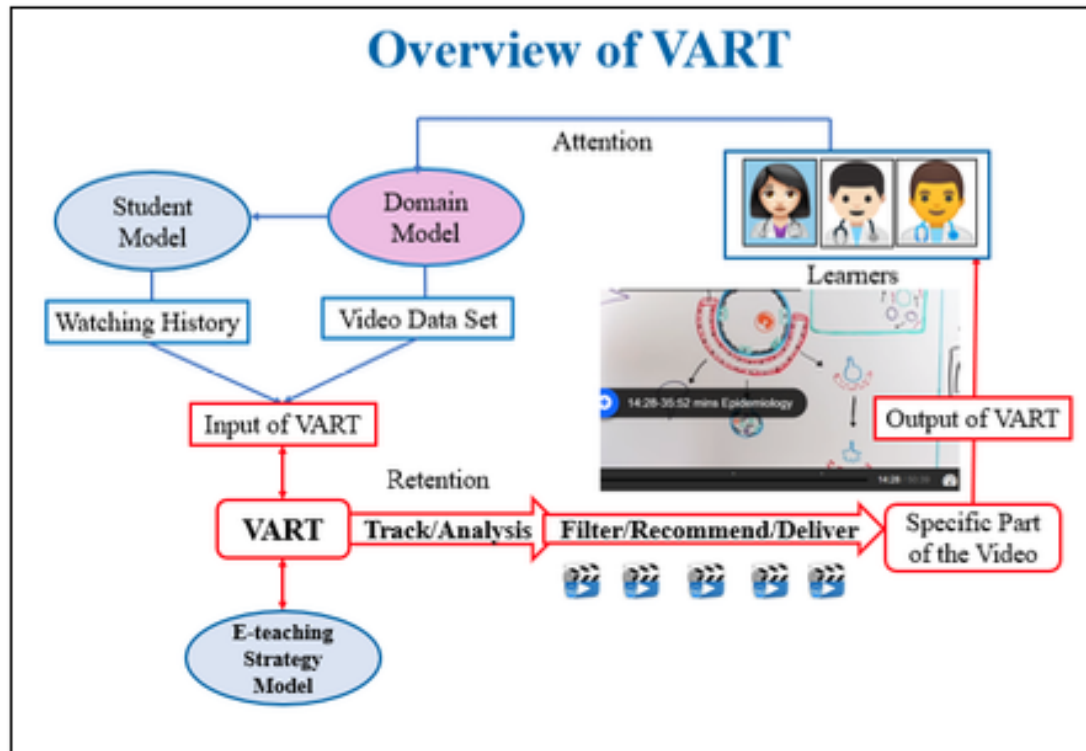 Overview of VART
Attention
Student
Model
Domain
Model
Learners
Watching History
Video Data Set
14:28-35:52 mins Epidemiology
Input of VART
Output of VART
14:28
Retention
VART
Track/Analysis
Filter/Recommend/Deliver
Specific Part
of the Video
E-teaching
Strategy
Model